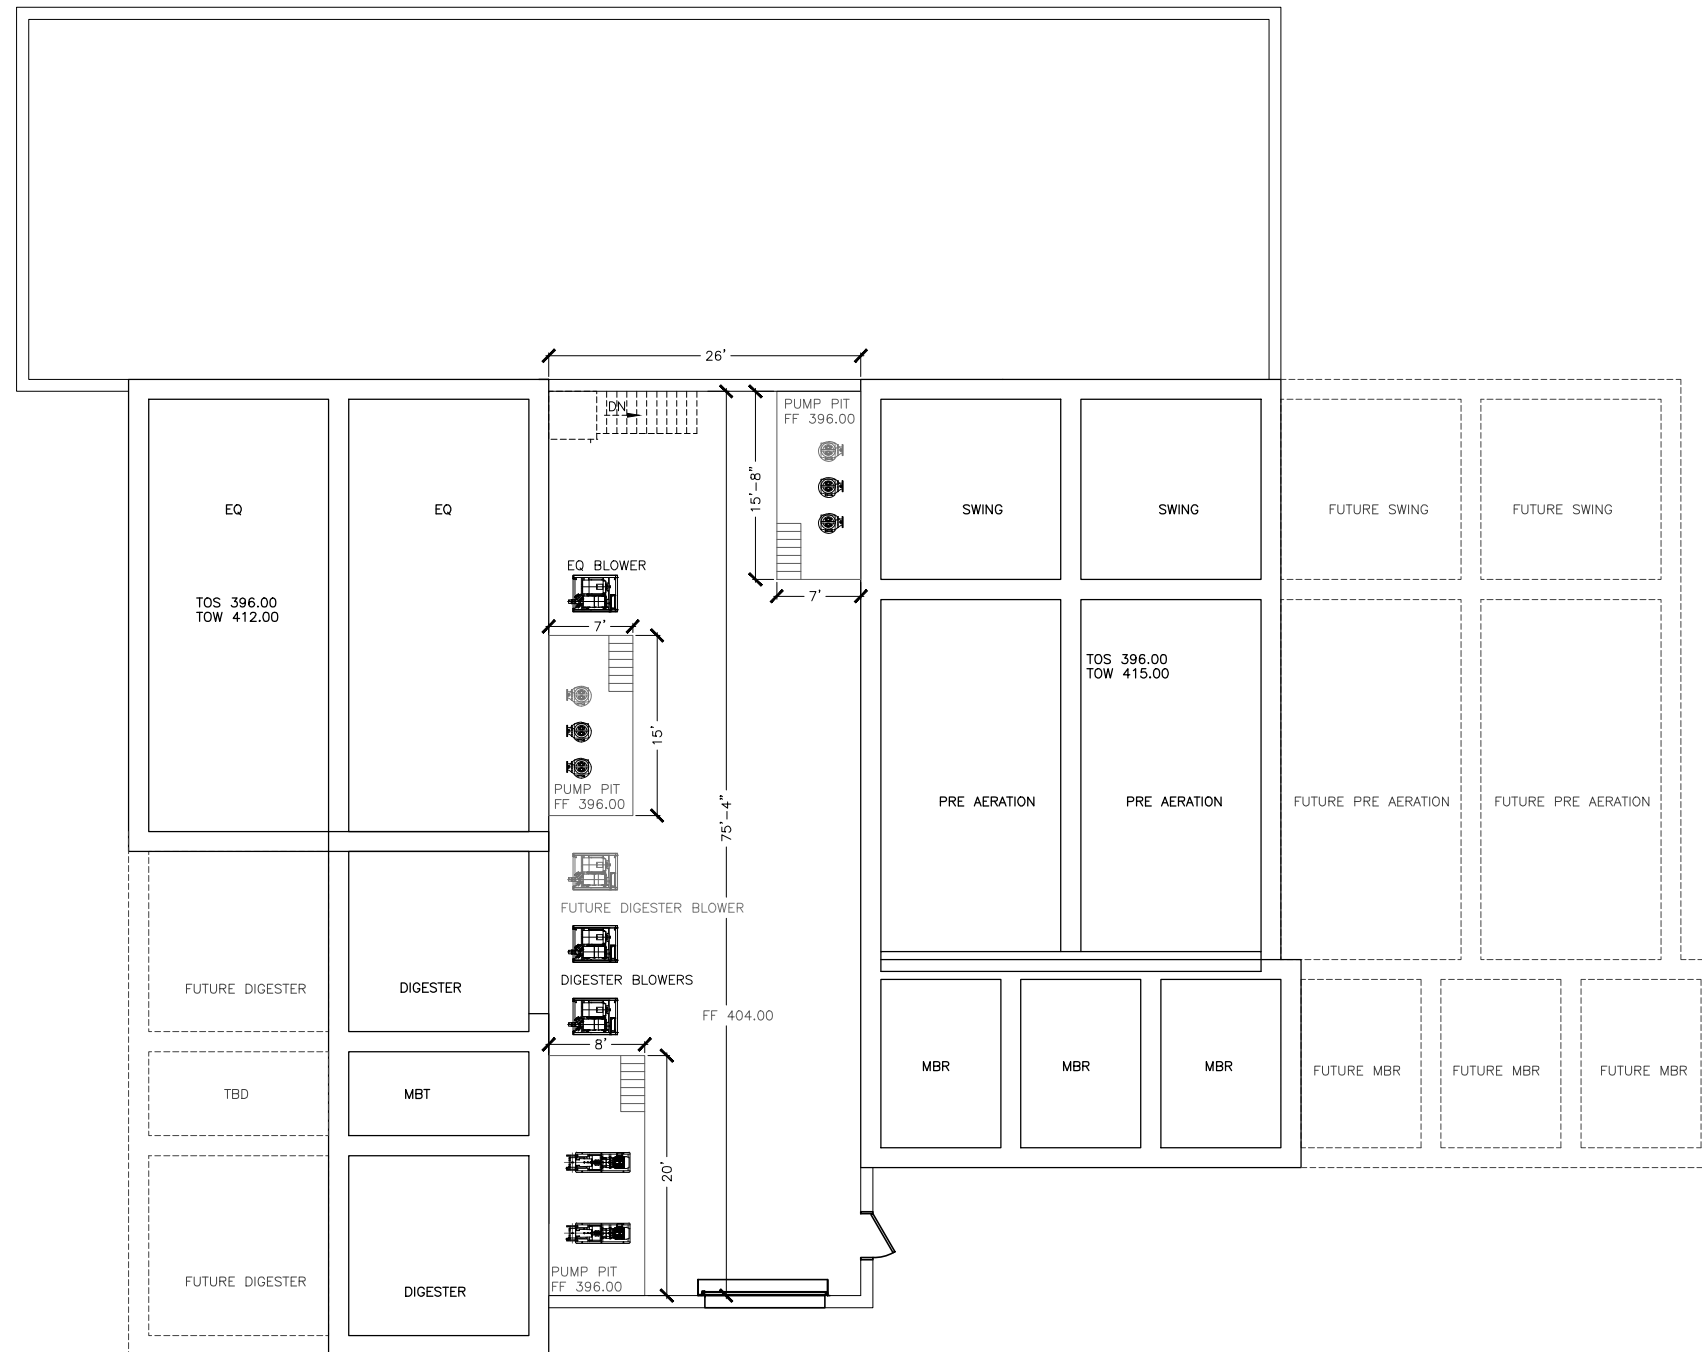 26'
DN
PUMP PIT
FF 396.00
15'-8"
EQ
EQ
SWING
SWING
FUTURE SWING
FUTURE SWING
EQ BLOWER
7'
TOS 396.00
TOW 412.00
7'
TOS 396.00
TOW 415.00
15'
PUMP PIT
FF 396.00
75'-4"
PRE AERATION
PRE AERATION
FUTURE PRE AERATION
FUTURE PRE AERATION
FUTURE DIGESTER BLOWER
DIGESTER BLOWERS
FUTURE DIGESTER
DIGESTER
FF 404.00
8'
MBR
MBR
MBR
FUTURE MBR
FUTURE MBR
FUTURE MBR
TBD
MBT
20'
PUMP PIT
FF 396.00
FUTURE DIGESTER
DIGESTER